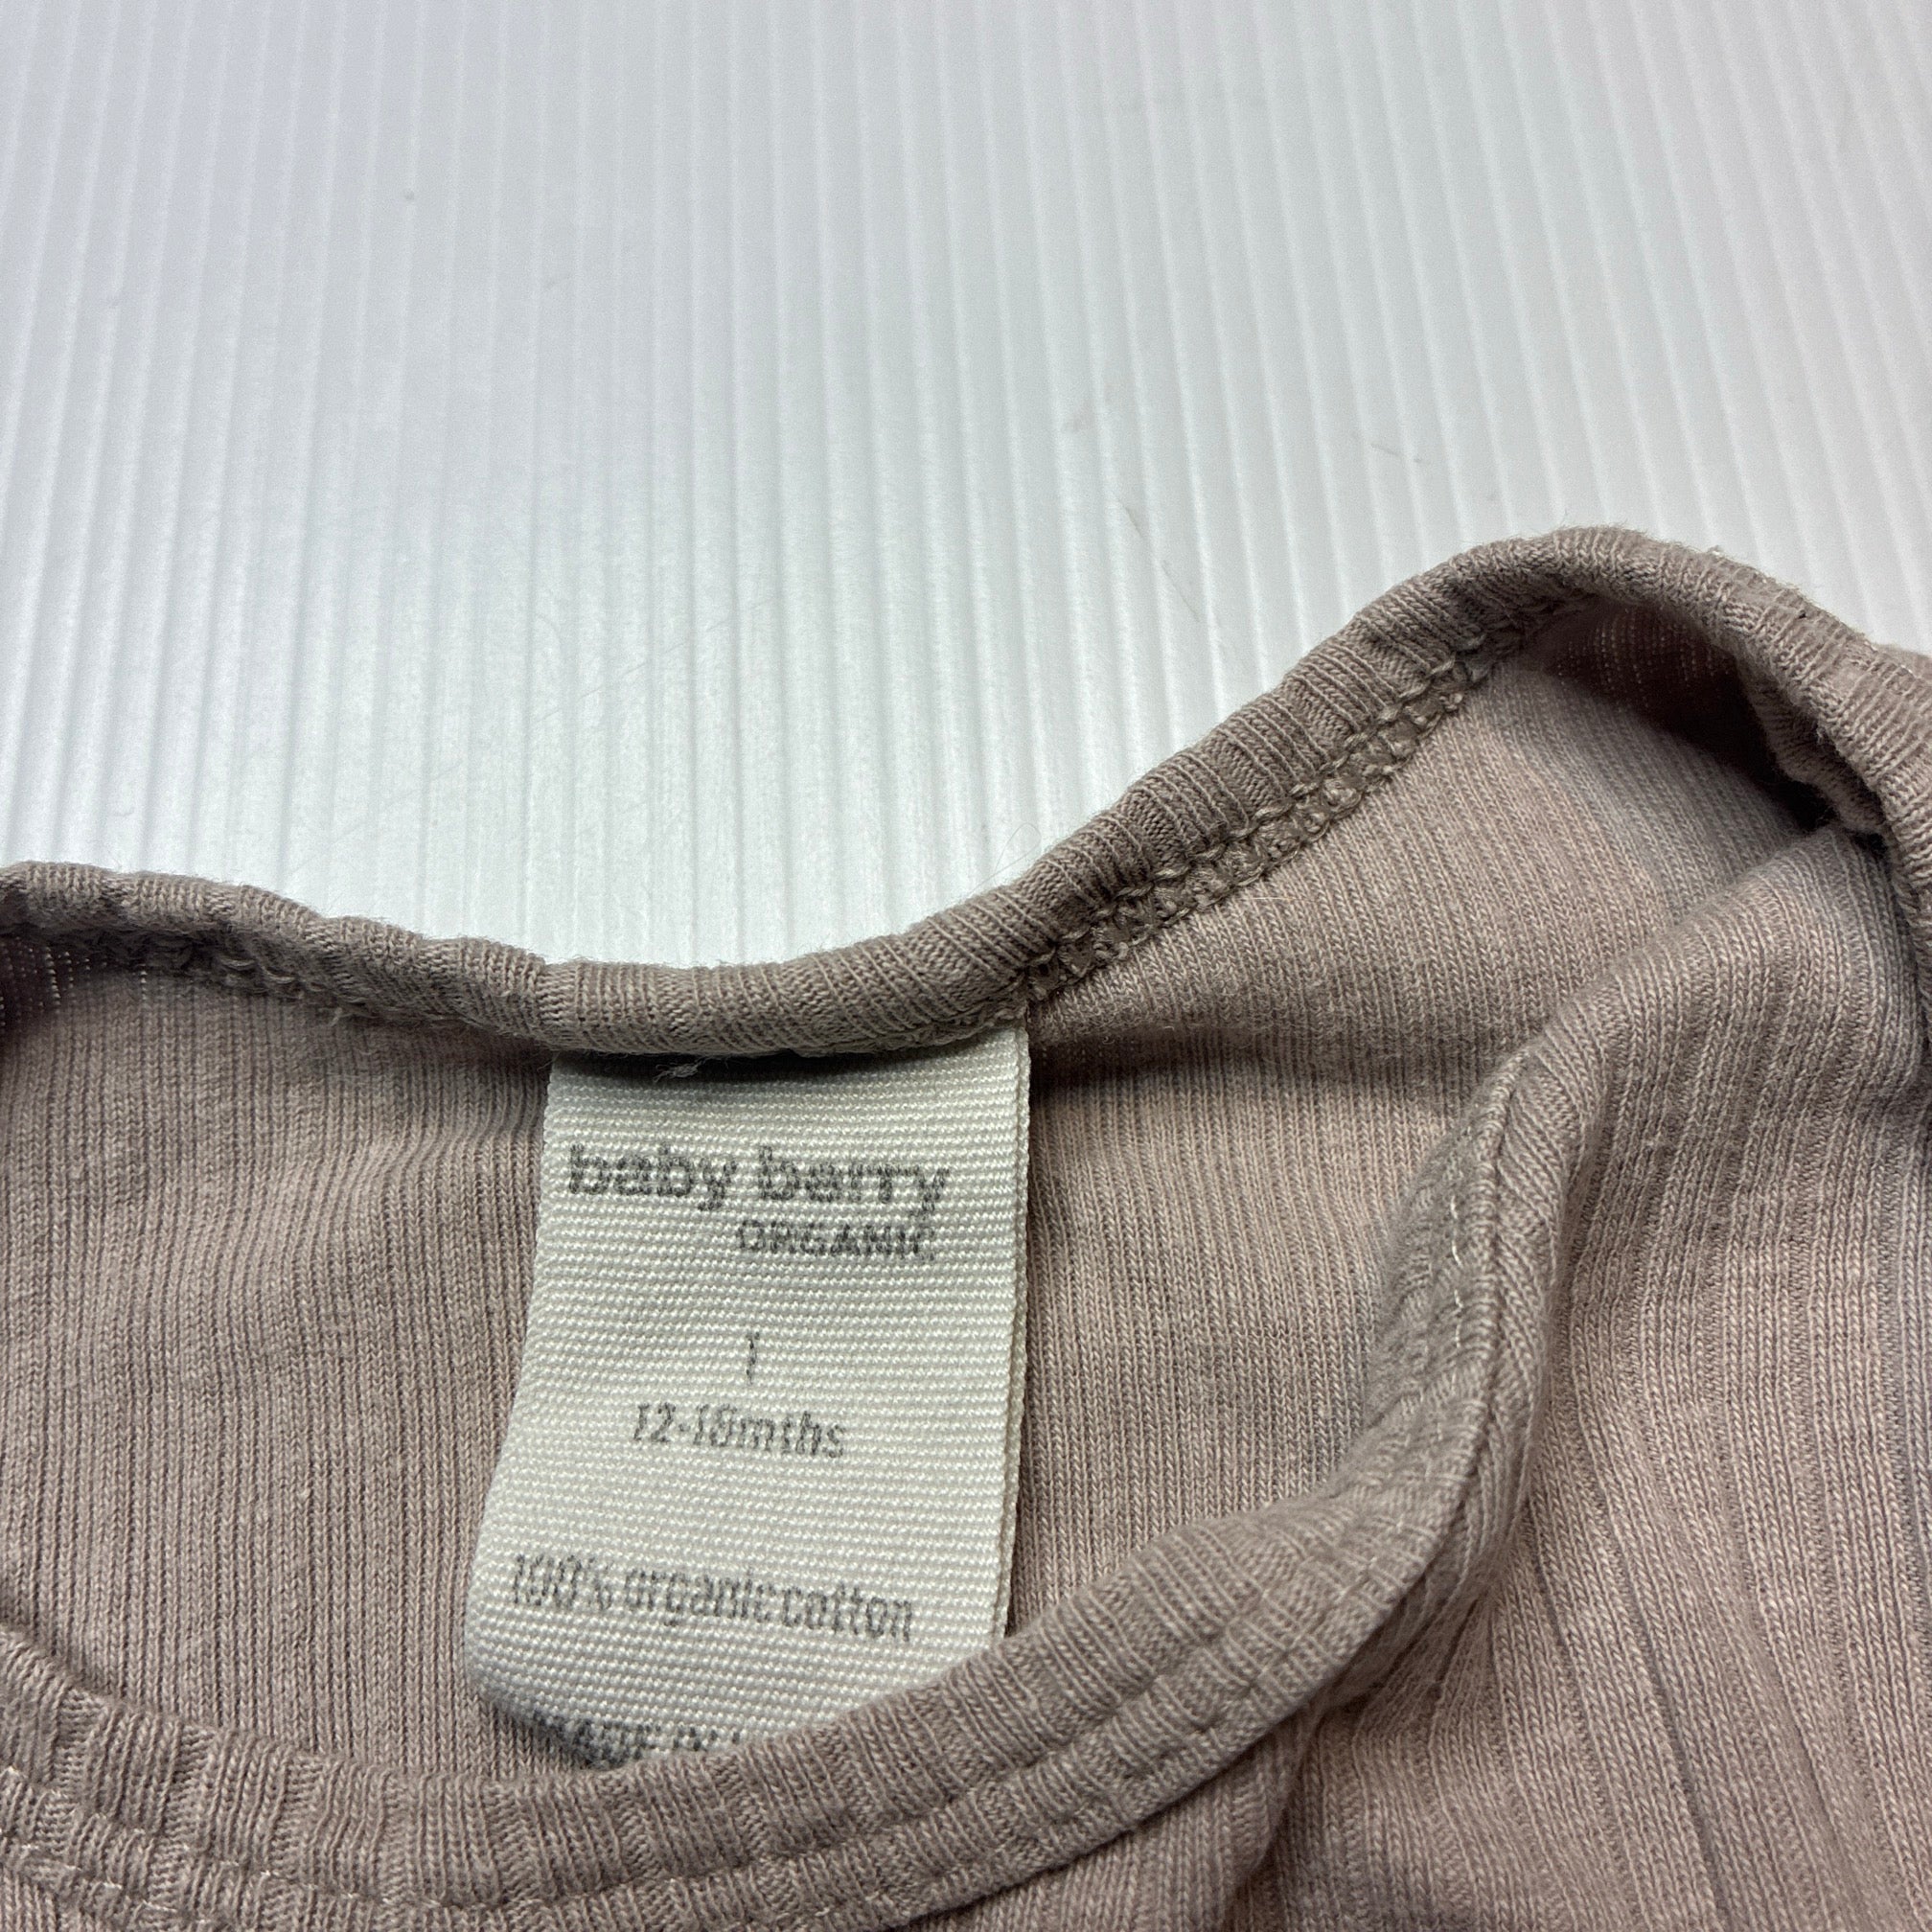 baby berry
ORGANIC
1
12-18mths
100% organic cotton